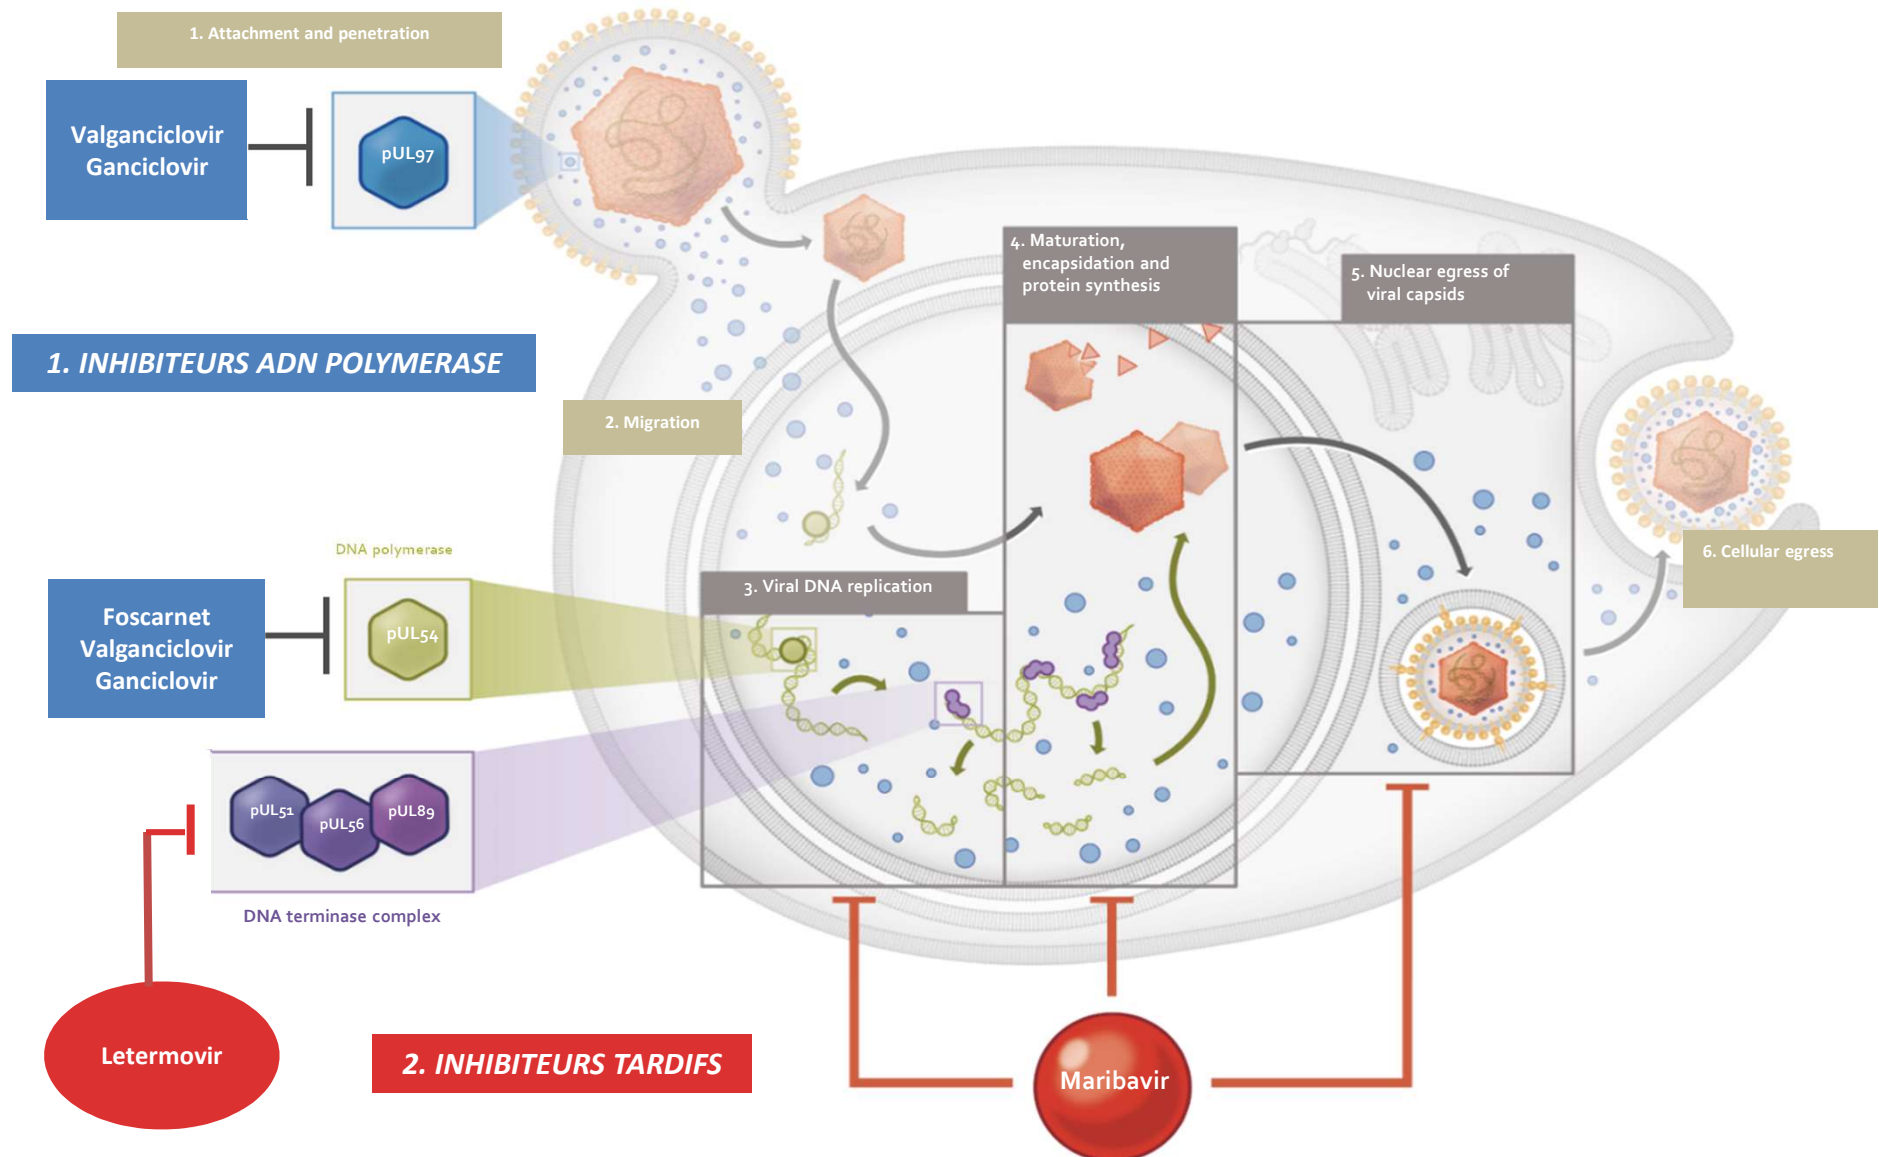 1. Attachment and penetration
Valganciclovir
Ganciclovir
pUL97
4. Maturation,
encapsidation and
protein synthesis
5. Nuclear egress of
viral capsids
1. INHIBITEURS ADN POLYMERASE
2. Migration
DNA polymerase
6. Cellular egress
3. Viral DNA replication
Foscarnet
Valganciclovir
Ganciclovir
pUL54
pUL51
pUL56
pUL89
DNA terminase complex
Letermovir
2. INHIBITEURS TARDIFS
Maribavir